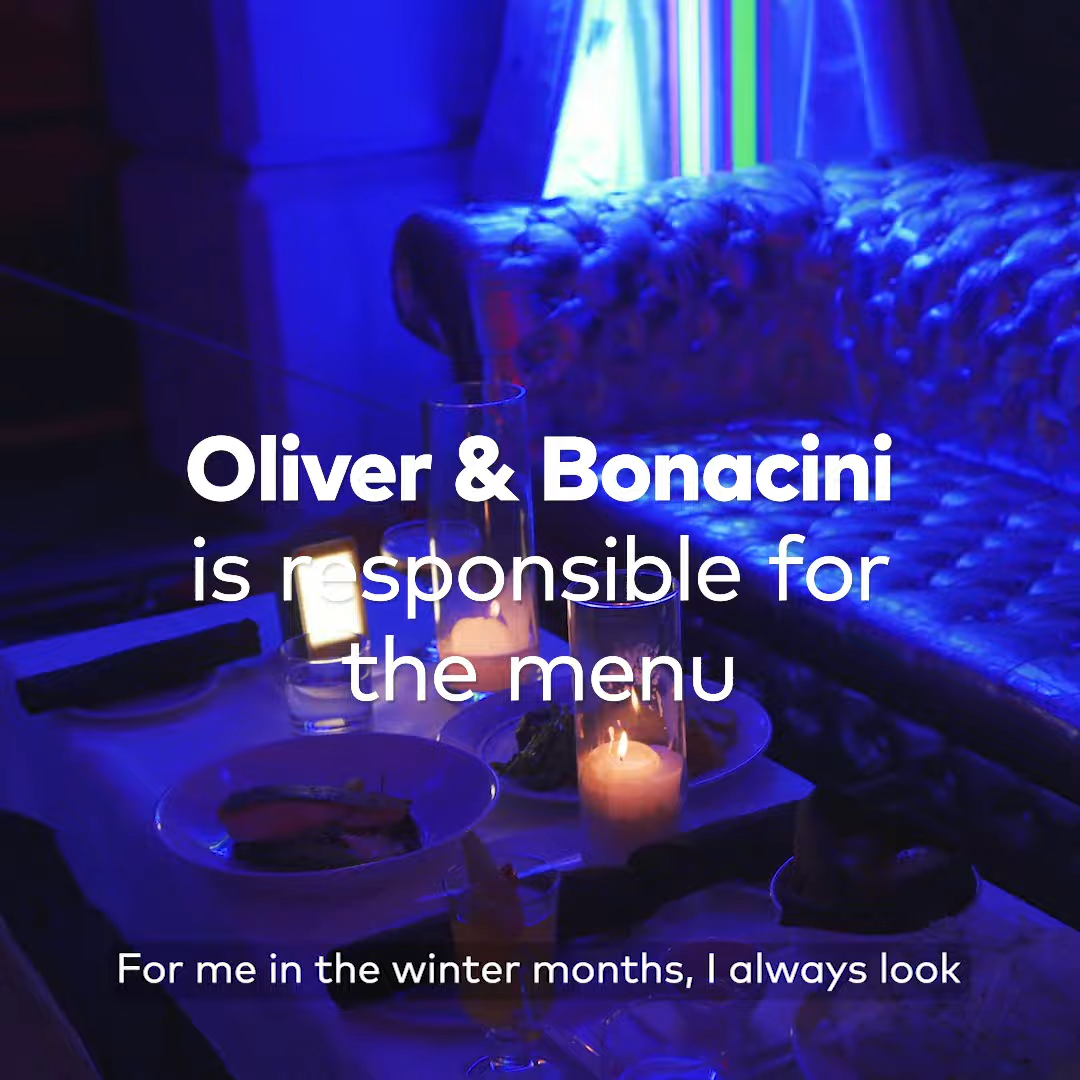 Oliver & Bonacini
is responsible for
the menu
For me in the winter months, I always look